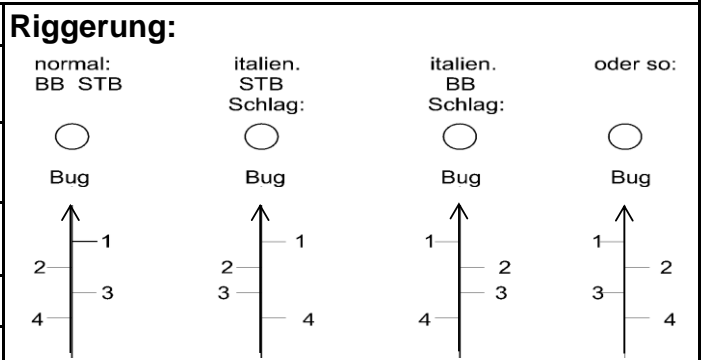 Riggerung:
normal:
BB STB
italien.
STB
Schlag:
italien.
BB
Schlag:
oder so:
Bug
Bug
Bug
Bug
1
2
3
4
1
2
3
4
1
2
3
4
1
2
3
4